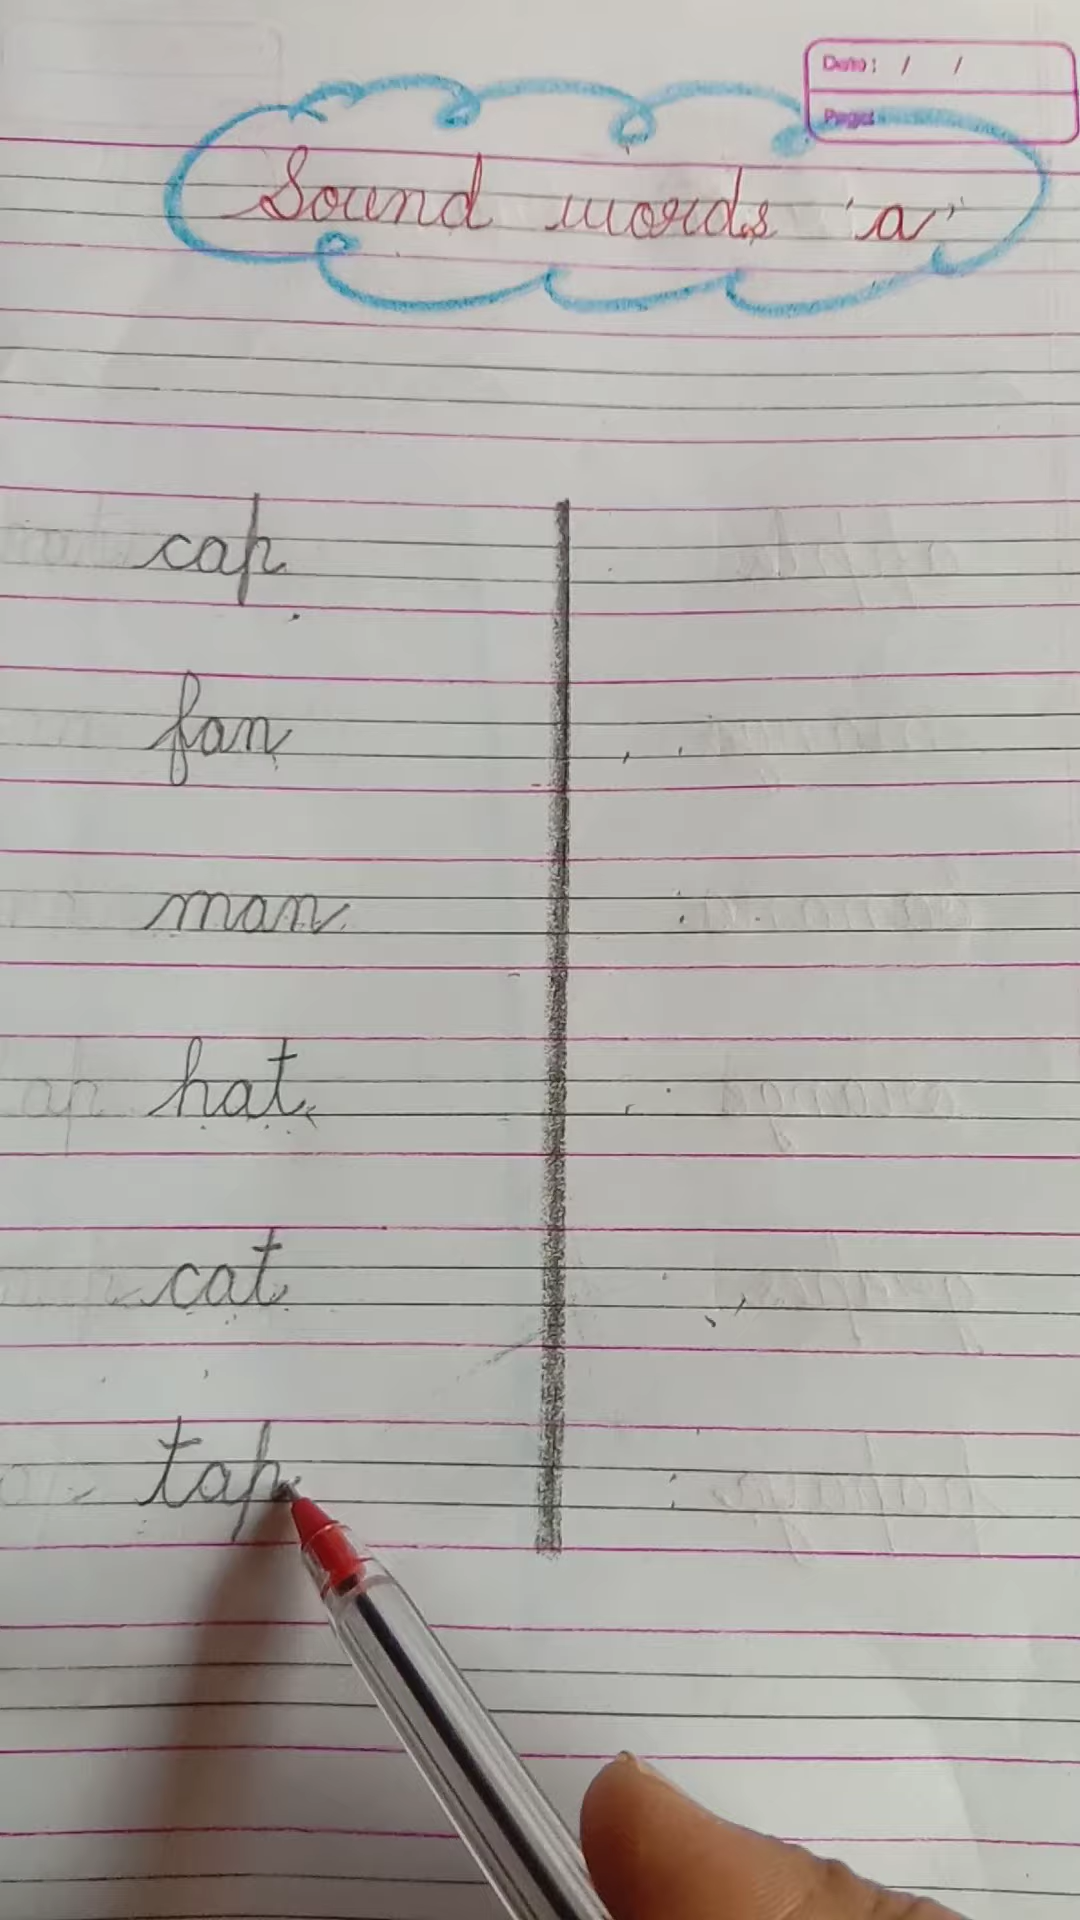 Date: / /
Page:
Sound words 'a'
cap
fan
man
hat
cat
tap